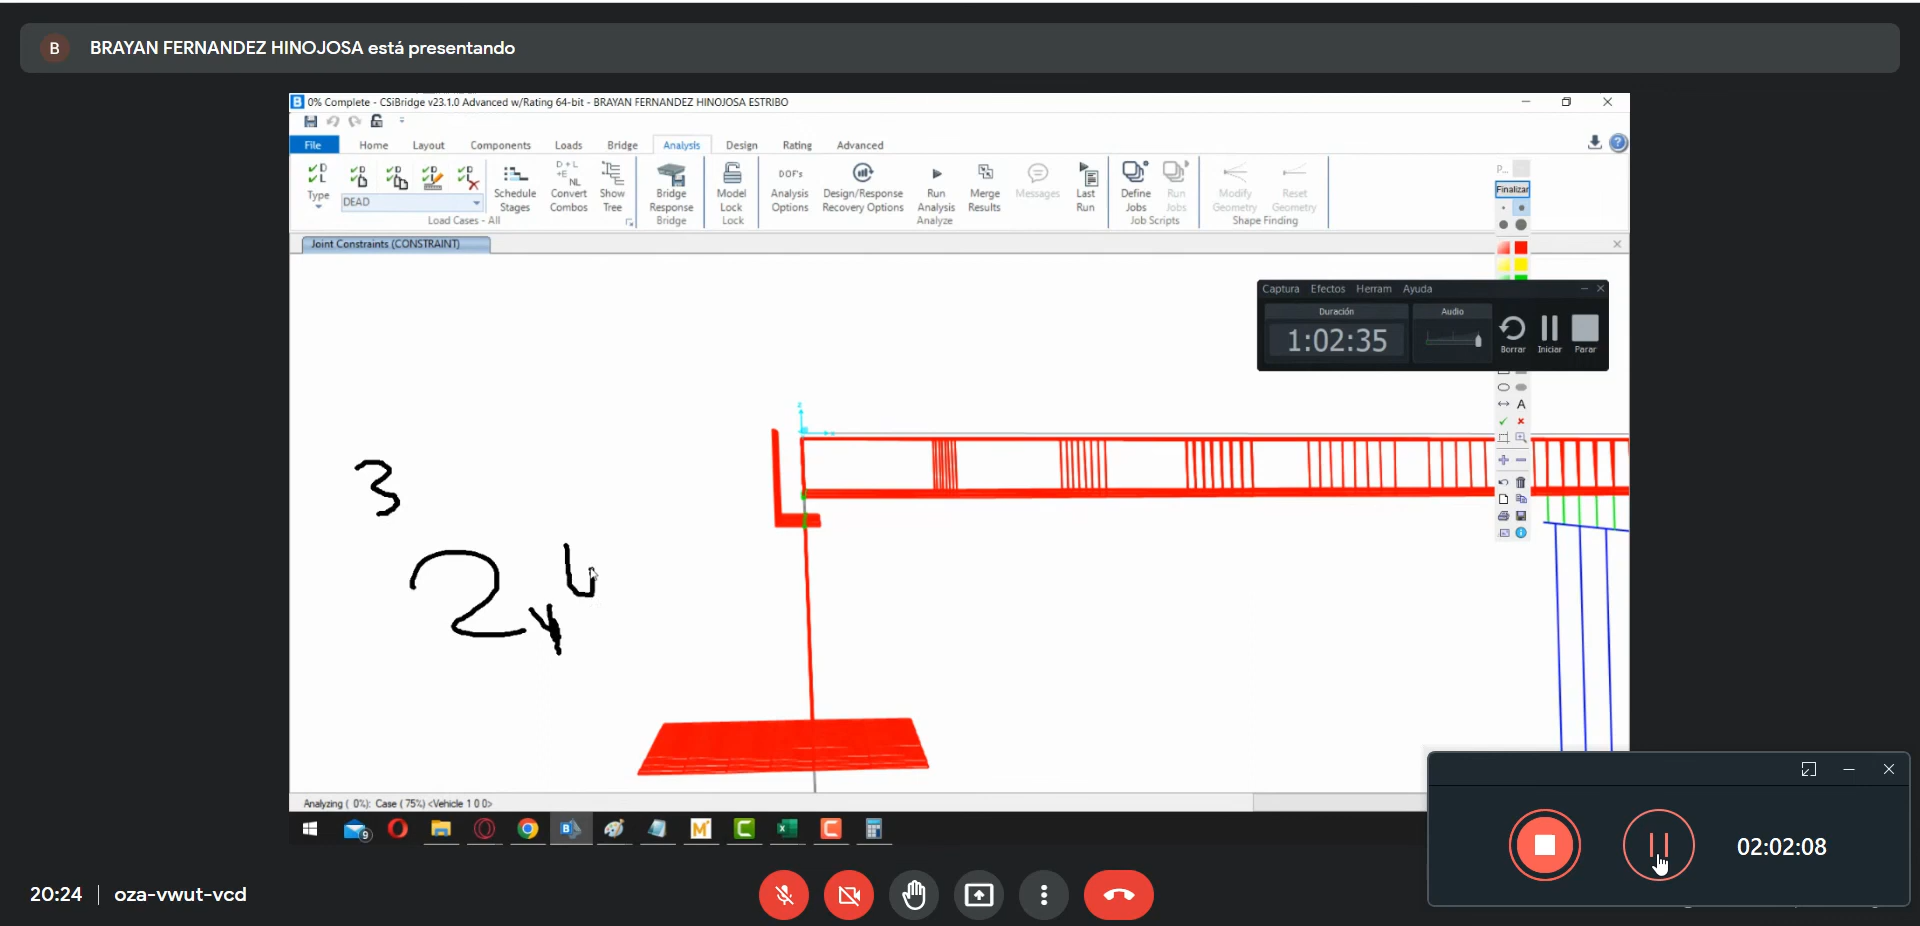 B BRAYAN FERNANDEZ HINOJOSA está presentando
B 0% Complete - CSiBridge v23.1.0 Advanced w/Rating 64-bit - BRAYAN FERNANDEZ HINOJOSA ESTRIBO
File Home Layout Components Loads Bridge Analysis Design Rating Advanced
Type
DEAD
Load Cases - All
Schedule Stages
D + L +E NL
Convert Combos
Show Tree
Bridge Response
Bridge
Model Lock
Lock
DOF's
Analysis Options
Design/Response Recovery Options
Run Analysis
Merge Results
Messages
Last Run
Analyze
Define Jobs
Run Jobs
Job Scripts
Modify Geometry
Reset Geometry
Shape Finding
P...
Finalizar
Joint Constraints (CONSTRAINT)
Captura Efectos Herram Ayuda
Duración
1:02:35
Audio
Borrar Iniciar Parar
A
3
2
Analyzing ( 0%): Case ( 75%) <Vehicle 1 0 0>
9
02:02:08
20:24 | oza-vwut-vcd